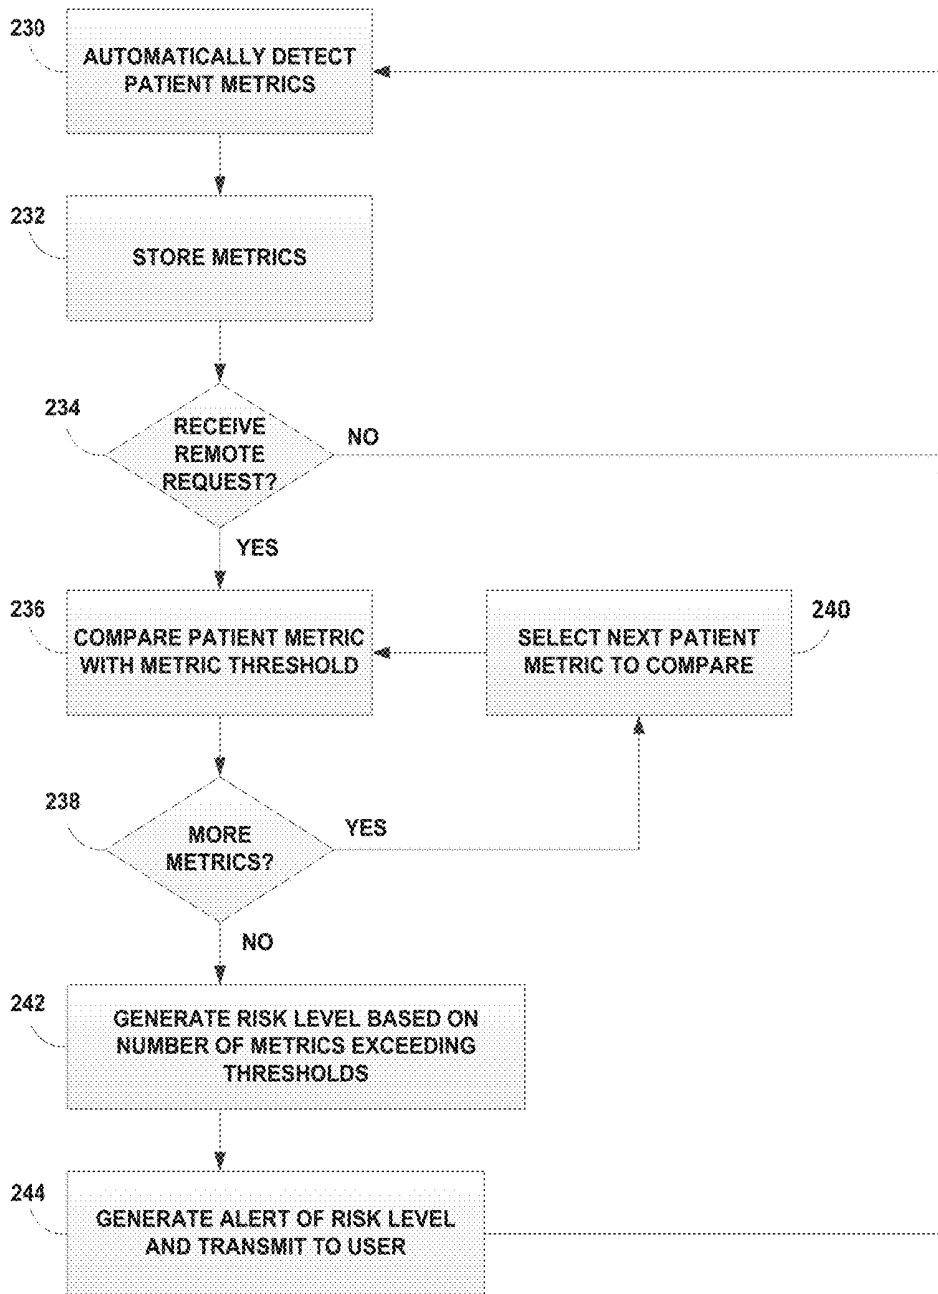 230
AUTOMATICALLY DETECT
PATIENT METRICS
232
STORE METRICS
234
RECEIVE
REMOTE
REQUEST?
NO
YES
236
COMPARE PATIENT METRIC
WITH METRIC THRESHOLD
SELECT NEXT PATIENT
METRIC TO COMPARE
240
238
MORE
METRICS?
YES
NO
242
GENERATE RISK LEVEL BASED ON
NUMBER OF METRICS EXCEEDING
THRESHOLDS
244
GENERATE ALERT OF RISK LEVEL
AND TRANSMIT TO USER